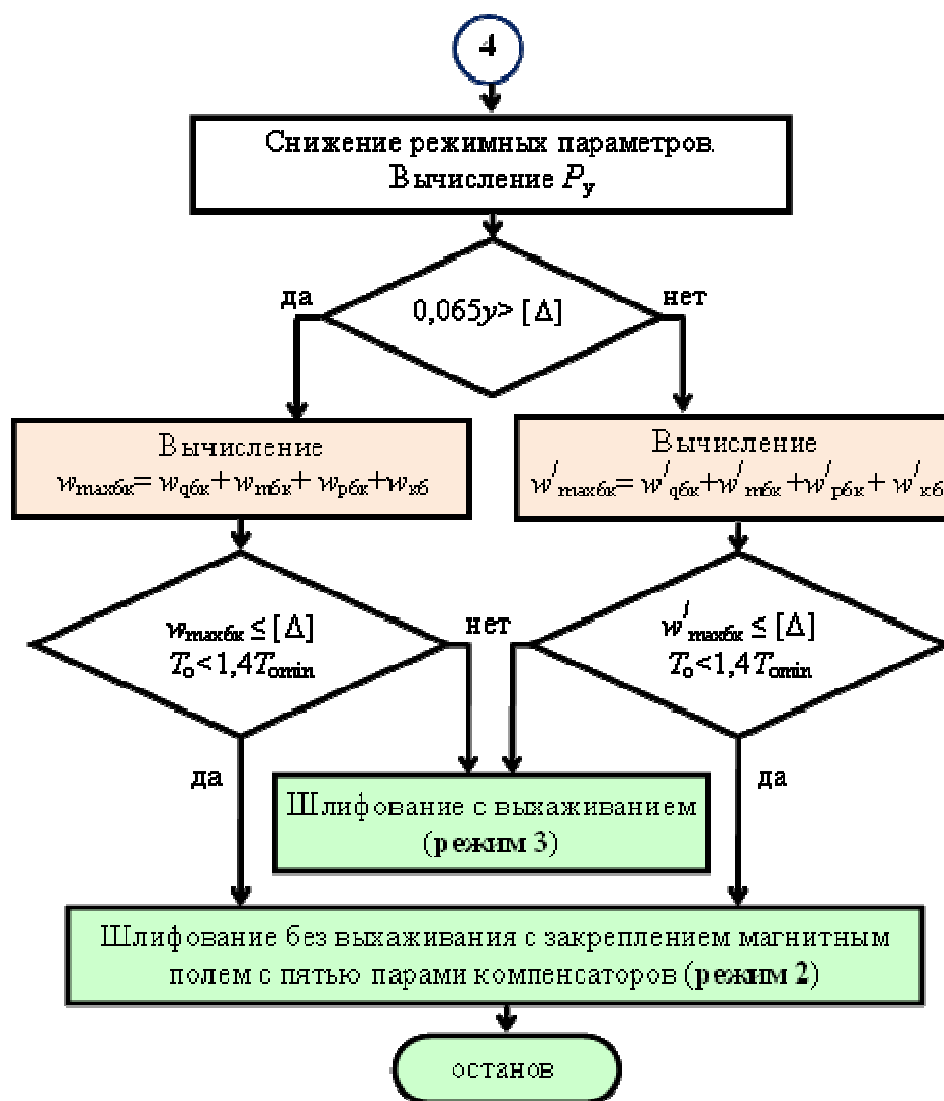 4
Снижение режимных параметров.
Вычисление Pу
да
нет
0,065y> [Δ]
Вычисление
wmaxбк= wqбк+ wmбк+ wpбк+wкб
Вычисление
w/maxбк= w/qбк+w/mбк+w/pбк+ w/кб
wmaxбк ≤ [Δ]
To<1,4Tomin
нет
w/maxбк ≤ [Δ]
To<1,4Tomin
да
да
Шлифование с выхаживанием
(режим 3)
Шлифование без выхаживания с закреплением магнитным
полем с пятью парами компенсаторов (режим 2)
останов